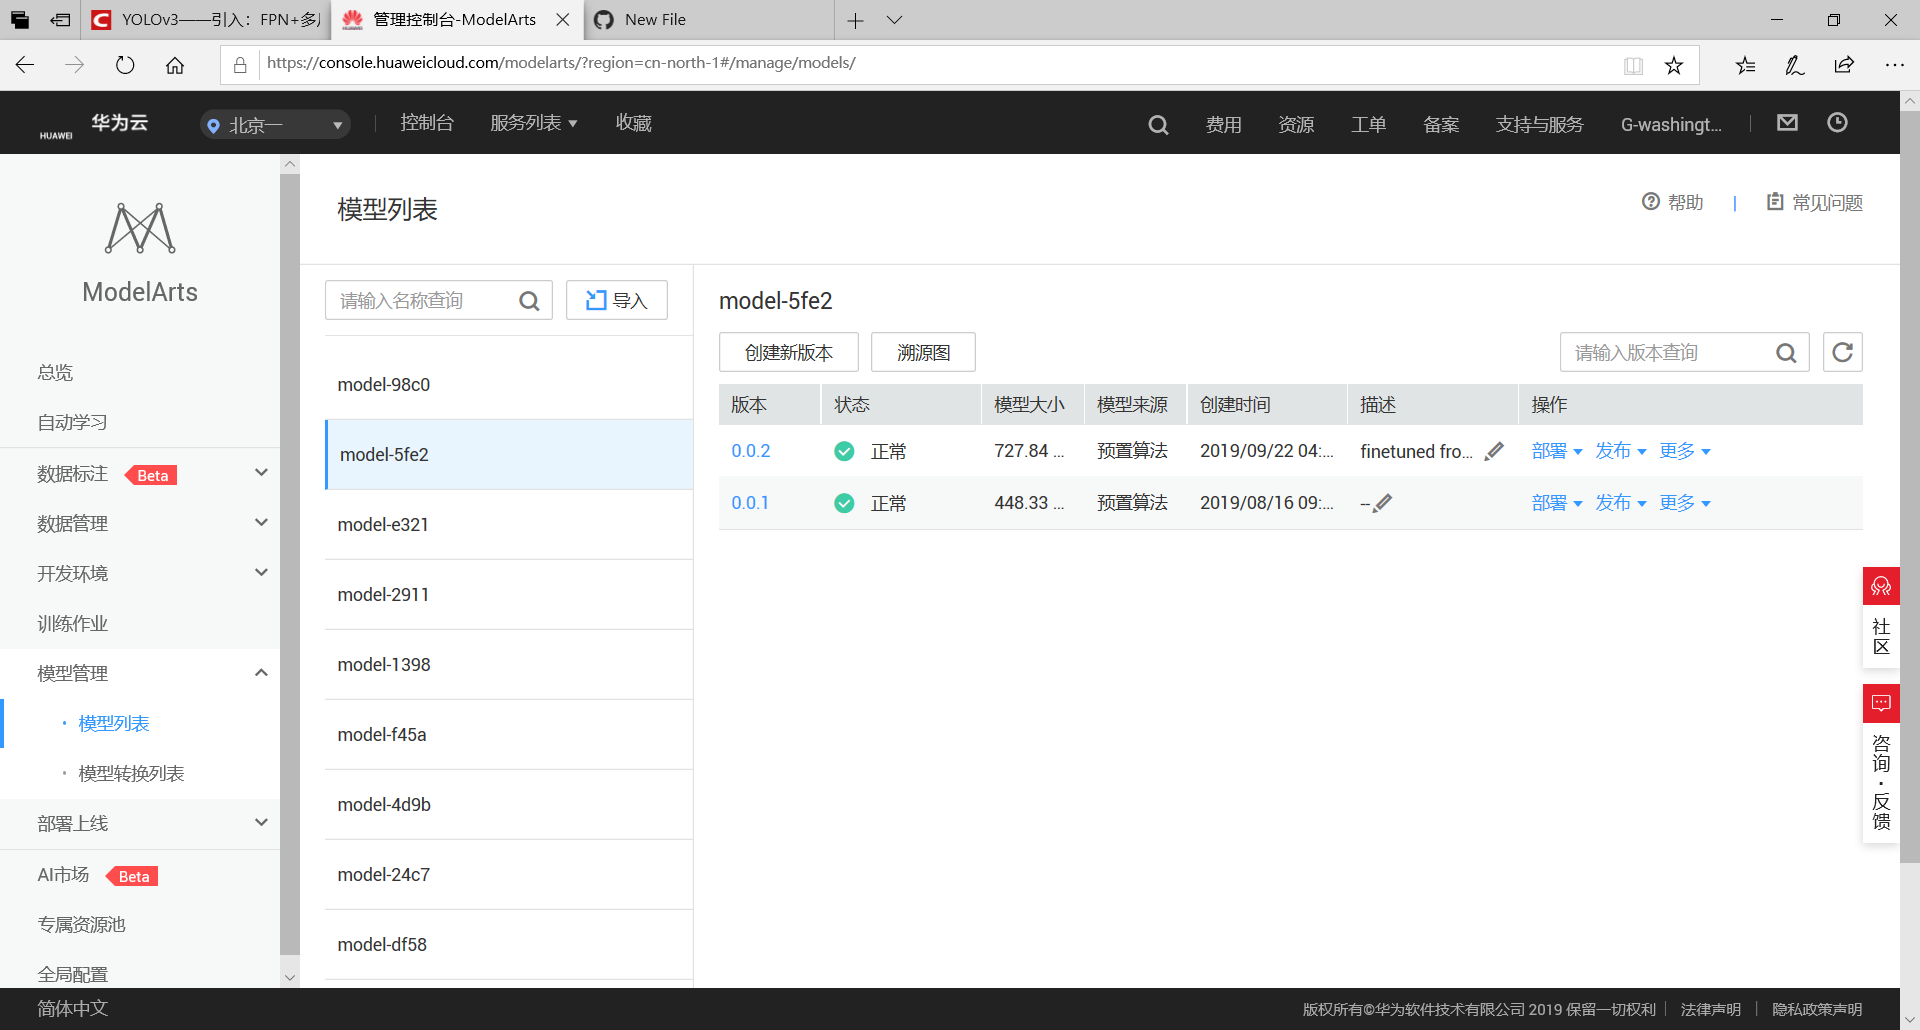 YOLOv3——引入：FPN+多
管理控制台-ModelArts
New File
https://console.huaweicloud.com/modelarts/?region=cn-north-1#/manage/models/
HUAWEI 华为云
北京一
控制台
服务列表
收藏
费用
资源
工单
备案
支持与服务
G-washingt...
ModelArts
总览
自动学习
数据标注 Beta
数据管理
开发环境
训练作业
模型管理
模型列表
模型转换列表
部署上线
AI市场 Beta
专属资源池
全局配置
简体中文
模型列表
帮助
常见问题
请输入名称查询
导入
model-98c0
model-5fe2
model-e321
model-2911
model-1398
model-f45a
model-4d9b
model-24c7
model-df58
model-5fe2
创建新版本
溯源图
请输入版本查询
版本 状态 模型大小 模型来源 创建时间 描述 操作
0.0.2 正常 727.84 ... 预置算法 2019/09/22 04:... finetuned fro... 部署 发布 更多
0.0.1 正常 448.33 ... 预置算法 2019/08/16 09:... -- 部署 发布 更多
社区
咨询·反馈
版权所有©华为软件技术有限公司 2019 保留一切权利
法律声明
隐私政策声明